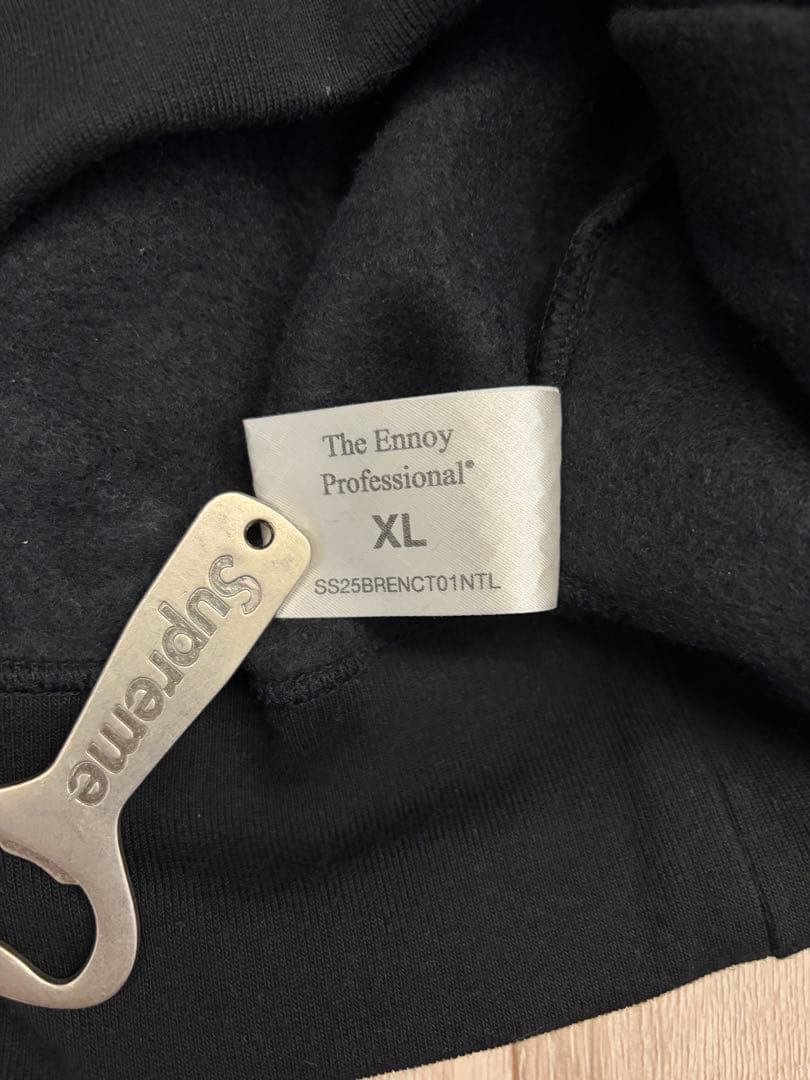 The Ennoy
Professional®
XL
SS25BRENCT01NTL
Supreme